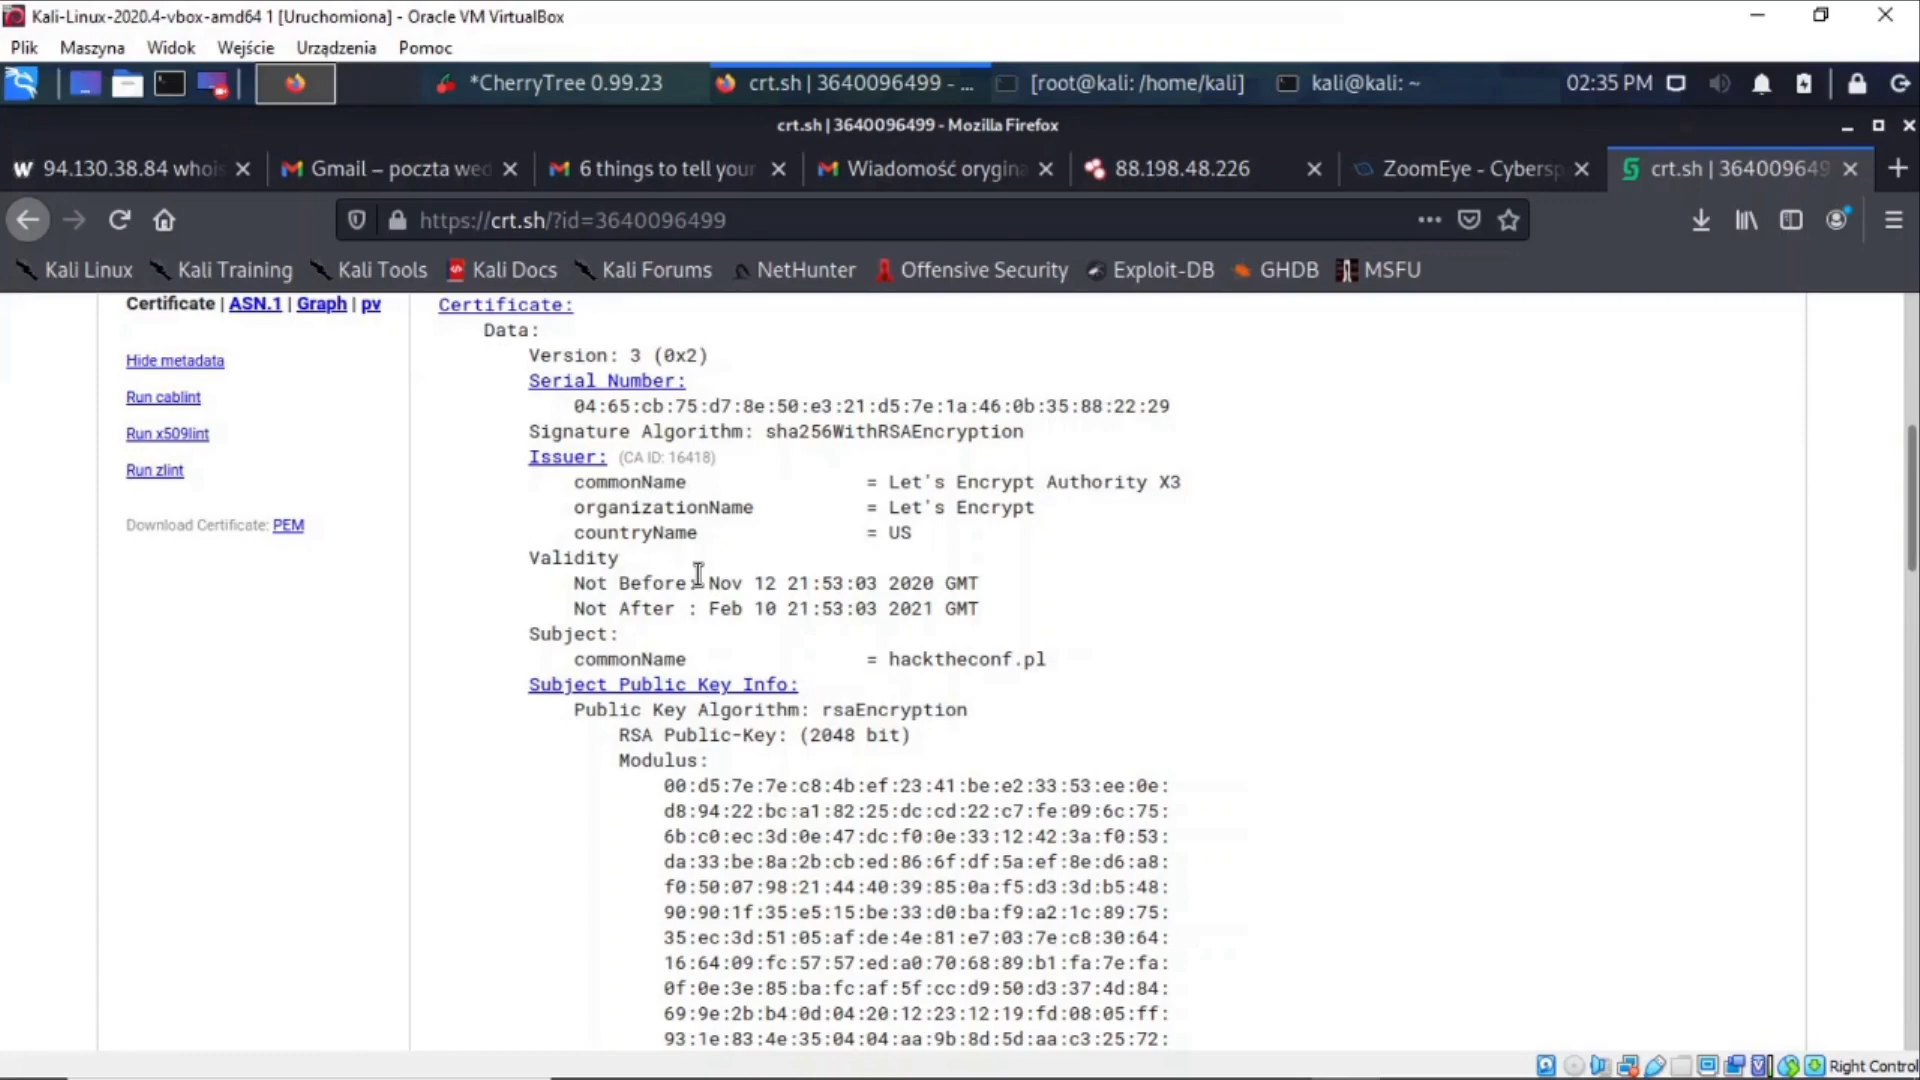 Kali-Linux-2020.4-vbox-amd64 1 [Uruchomiona] - Oracle VM VirtualBox
Plik Maszyna Widok Wejście Urządzenia Pomoc
*CherryTree 0.99.23 crt.sh | 3640096499 - ... [root@kali: /home/kali] kali@kali: ~ 02:35 PM
crt.sh | 3640096499 - Mozilla Firefox
W 94.130.38.84 whois Gmail – poczta wed 6 things to tell your Wiadomość orygina 88.198.48.226 ZoomEye - Cybersp crt.sh | 364009649
https://crt.sh/?id=3640096499
Kali Linux Kali Training Kali Tools Kali Docs Kali Forums NetHunter Offensive Security Exploit-DB GHDB MSFU
Certificate | ASN.1 | Graph | pv
Hide metadata
Run cablint
Run x509lint
Run zlint
Download Certificate: PEM
Certificate:
Data:
Version: 3 (0x2)
Serial Number:
04:65:cb:75:d7:8e:50:e3:21:d5:7e:1a:46:0b:35:88:22:29
Signature Algorithm: sha256WithRSAEncryption
Issuer: (CA ID: 16418)
commonName = Let's Encrypt Authority X3
organizationName = Let's Encrypt
countryName = US
Validity
Not Before: Nov 12 21:53:03 2020 GMT
Not After : Feb 10 21:53:03 2021 GMT
Subject:
commonName = hacktheconf.pl
Subject Public Key Info:
Public Key Algorithm: rsaEncryption
RSA Public-Key: (2048 bit)
Modulus:
00:d5:7e:7e:c8:4b:ef:23:41:be:e2:33:53:ee:0e:
d8:94:22:bc:a1:82:25:dc:cd:22:c7:fe:09:6c:75:
6b:c0:ec:3d:0e:47:dc:f0:0e:33:12:42:3a:f0:53:
da:33:be:8a:2b:cb:ed:86:6f:df:5a:ef:8e:d6:a8:
f0:50:07:98:21:44:40:39:85:0a:f5:d3:3d:b5:48:
90:90:1f:35:e5:15:be:33:d0:ba:f9:a2:1c:89:75:
35:ec:3d:51:05:af:de:4e:81:e7:03:7e:c8:30:64:
16:64:09:fc:57:57:ed:a0:70:68:89:b1:fa:7e:fa:
0f:0e:3e:85:ba:fc:af:5f:cc:d9:50:d3:37:4d:84:
69:9e:2b:b4:0d:04:20:12:23:12:19:fd:08:05:ff:
93:1e:83:4e:35:04:04:aa:9b:8d:5d:aa:c3:25:72:
Right Control